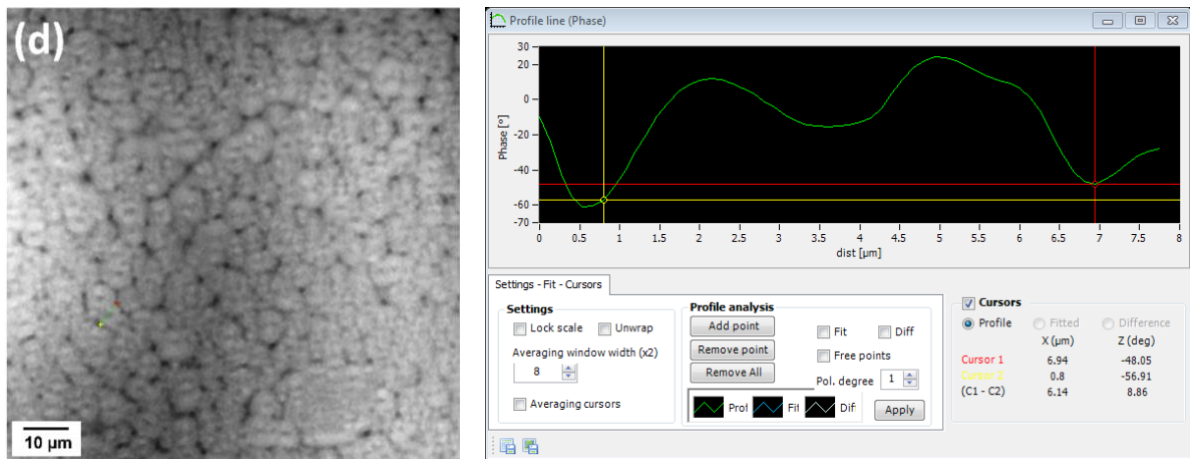 (d)
10 µm
Profile line (Phase)
30
20
0
-20
-40
-60
-70
Phase [°]
0 0.5 1 1.5 2 2.5 3 3.5 4 4.5 5 5.5 6 6.5 7 7.5 8
dist [µm]
Settings - Fit - Cursors
Settings
Lock scale Unwrap
Averaging window width (x2)
8
Averaging cursors
Profile analysis
Add point
Remove point
Remove All
Fit Diff
Free points
Pol. degree 1
Prof Fit Dif
Apply
Cursors
Profile Fitted Difference
X (µm) Z (deg)
Cursor 1 6.94 -48.05
Cursor 2 0.8 -56.91
(C1 - C2) 6.14 8.86